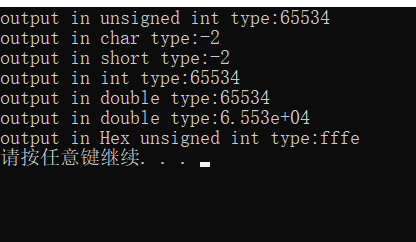 output in unsigned int type:65534
output in char type:-2
output in short type:-2
output in int type:65534
output in double type:65534
output in double type:6.553e+04
output in Hex unsigned int type:fffe
请按任意键继续. . .